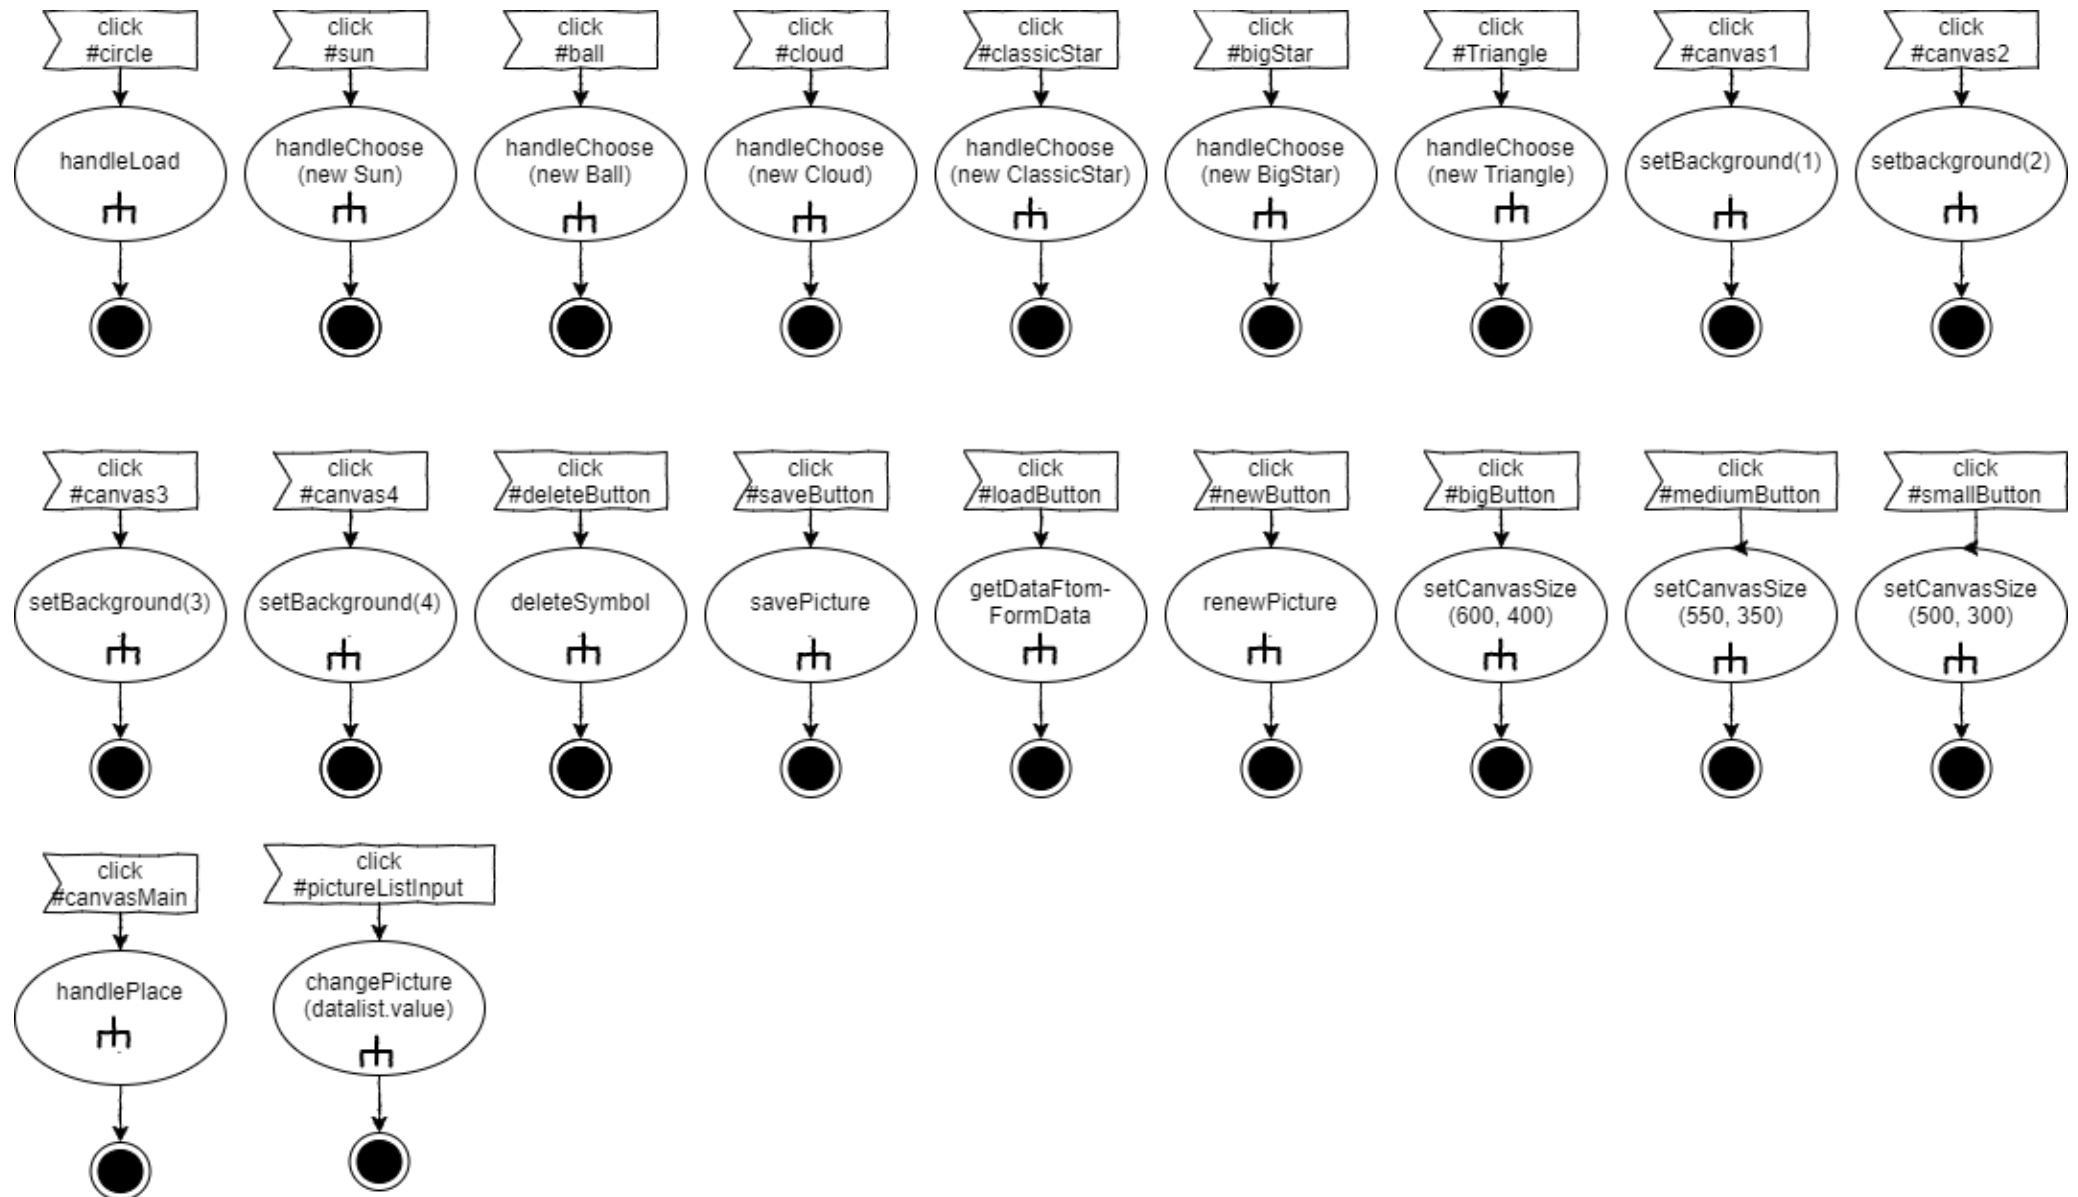 click
#circle
click
#sun
click
#ball
click
#cloud
click
#classicStar
click
#bigStar
click
#Triangle
click
#canvas1
click
#canvas2
handleLoad
handleChoose
(new Sun)
handleChoose
(new Ball)
handleChoose
(new Cloud)
handleChoose
(new ClassicStar)
handleChoose
(new BigStar)
handleChoose
(new Triangle)
setBackground(1)
setbackground(2)
click
#canvas3
click
#canvas4
click
#deleteButton
click
#saveButton
click
#loadButton
click
#newButton
click
#bigButton
click
#mediumButton
click
#smallButton
setBackground(3)
setBackground(4)
deleteSymbol
savePicture
getDataFtom-
FormData
renewPicture
setCanvasSize
(600, 400)
setCanvasSize
(550, 350)
setCanvasSize
(500, 300)
click
#canvasMain
click
#pictureListInput
handlePlace
changePicture
(datalist.value)